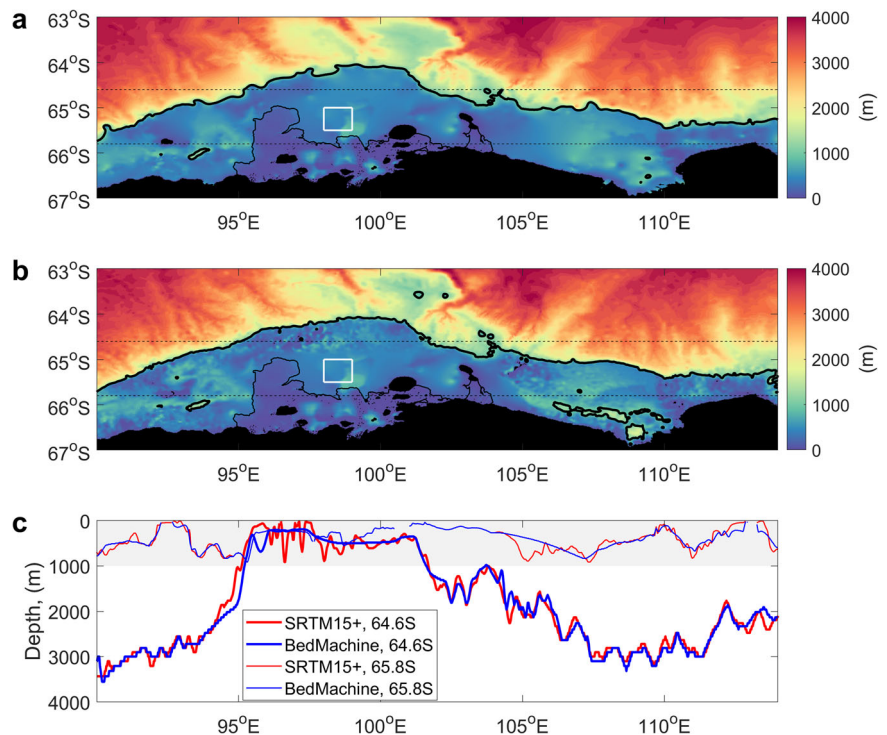 a
63°S
64°S
65°S
66°S
67°S
95°E 100°E 105°E 110°E
4000
3000
2000
1000
0
(m)
b
63°S
64°S
65°S
66°S
67°S
95°E 100°E 105°E 110°E
4000
3000
2000
1000
0
(m)
c
0
1000
2000
3000
4000
Depth, (m)
SRTM15+, 64.6S
BedMachine, 64.6S
SRTM15+, 65.8S
BedMachine, 65.8S
95°E 100°E 105°E 110°E